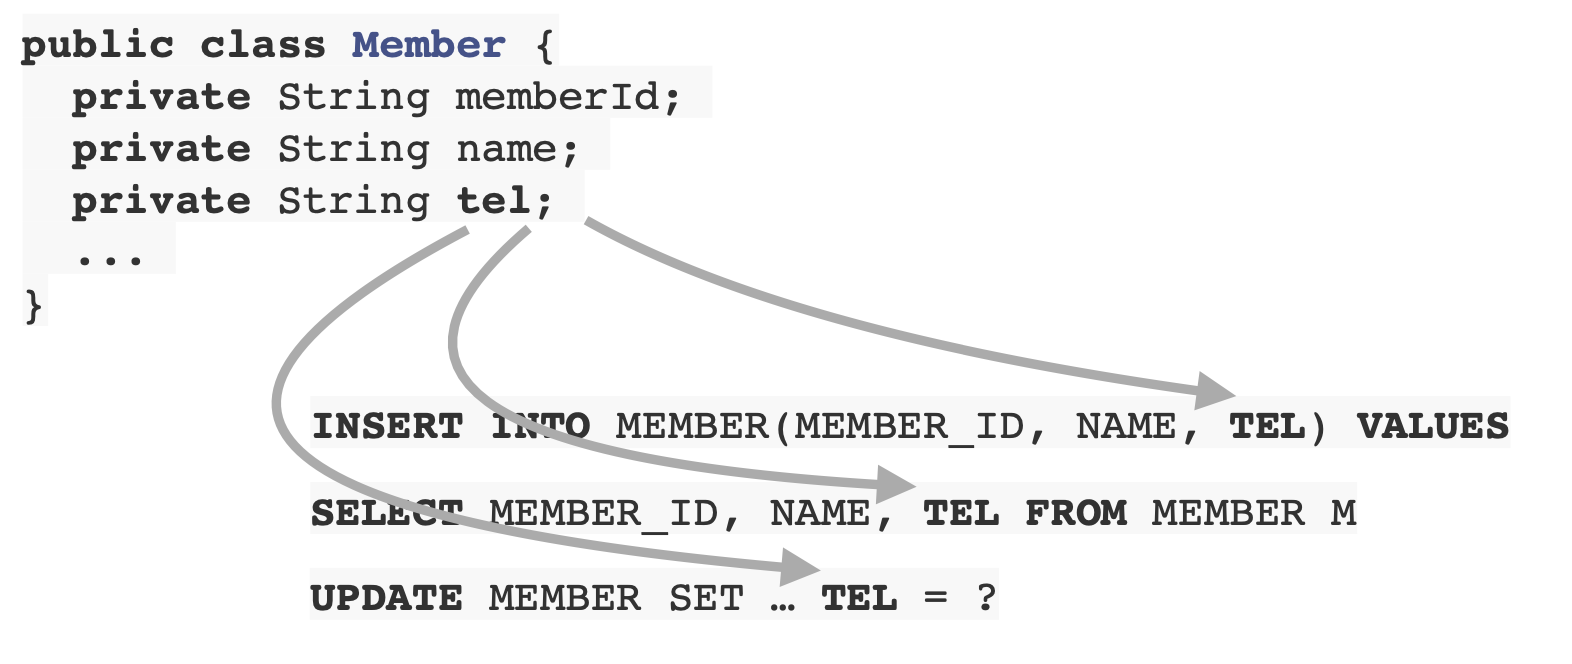 public class Member {
private String memberId;
private String name;
private String tel;
...
}
INSERT INTO MEMBER(MEMBER_ID, NAME, TEL) VALUES
SELECT MEMBER_ID, NAME, TEL FROM MEMBER M
UPDATE MEMBER SET … TEL = ?